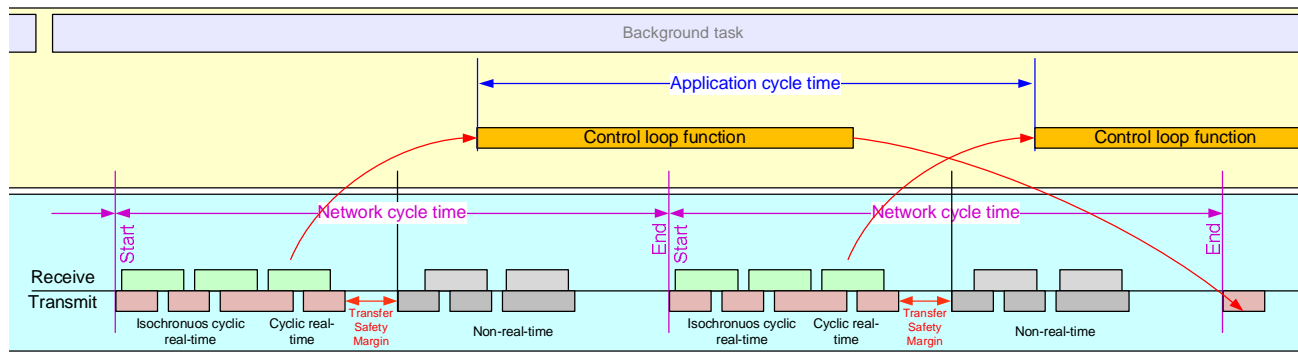 Background task
Application cycle time
Control loop function
Control loop function
Network cycle time
Network cycle time
Start
End
Start
End
Receive
Transmit
Isochronuos cyclic
real-time
Cyclic real-
time
Transfer
Safety
Margin
Non-real-time
Isochronuos cyclic
real-time
Cyclic real-
time
Transfer
Safety
Margin
Non-real-time